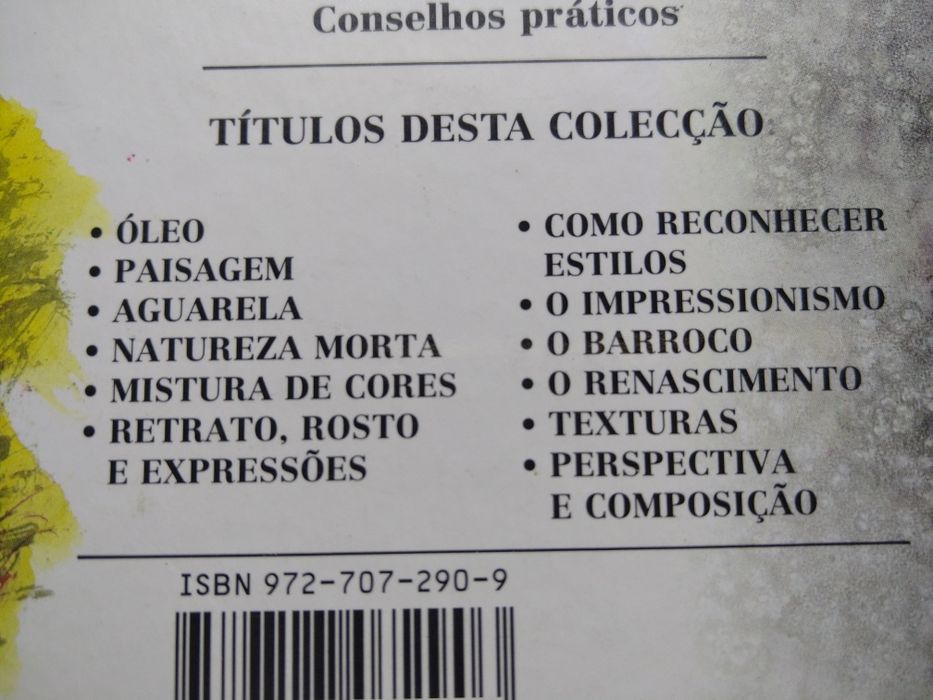 Conselhos práticos
TÍTULOS DESTA COLECÇÃO
• ÓLEO
• PAISAGEM
• AGUARELA
• NATUREZA MORTA
• MISTURA DE CORES
• RETRATO, ROSTO
E EXPRESSÕES
• COMO RECONHECER
ESTILOS
• O IMPRESSIONISMO
• O BARROCO
• O RENASCIMENTO
• TEXTURAS
• PERSPECTIVA
E COMPOSIÇÃO
ISBN 972-707-290-9